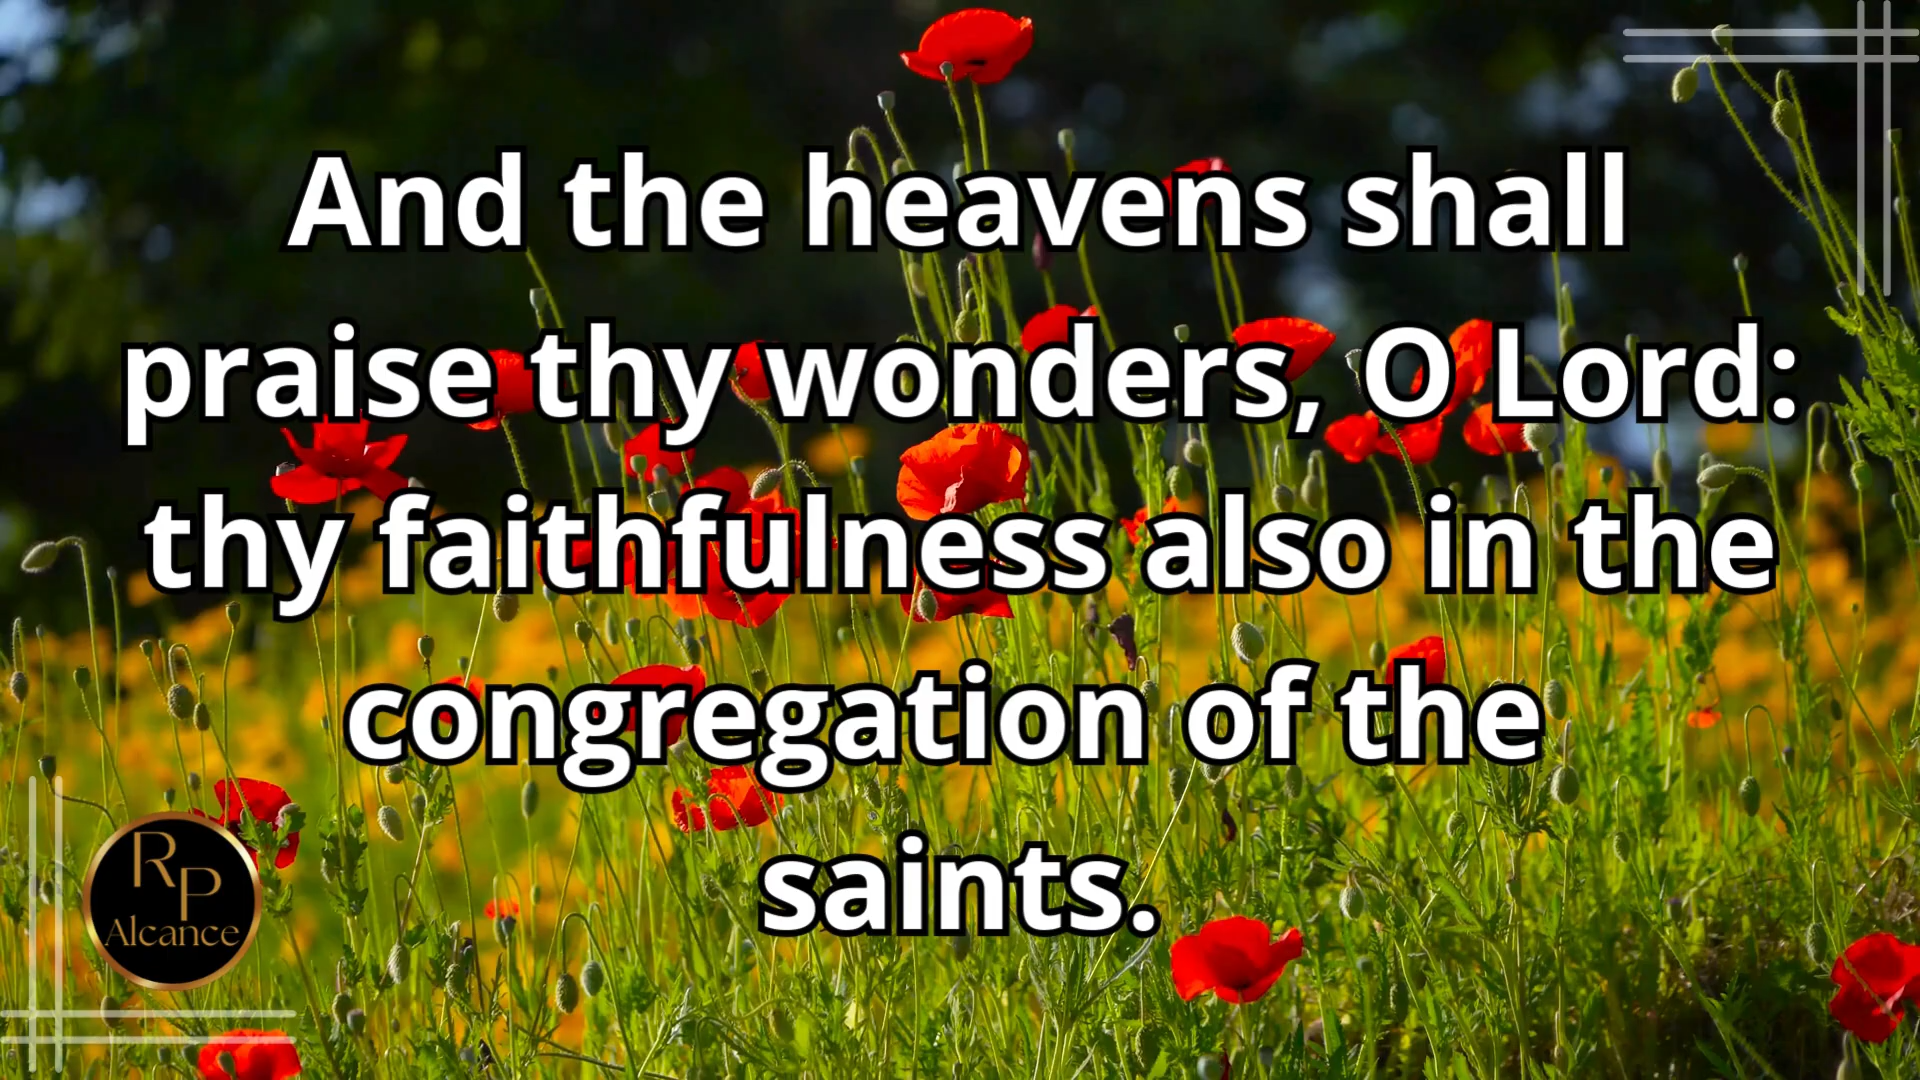 And the heavens shall
praise thy wonders, O Lord:
thy faithfulness also in the
congregation of the
saints.
RP
Alcance